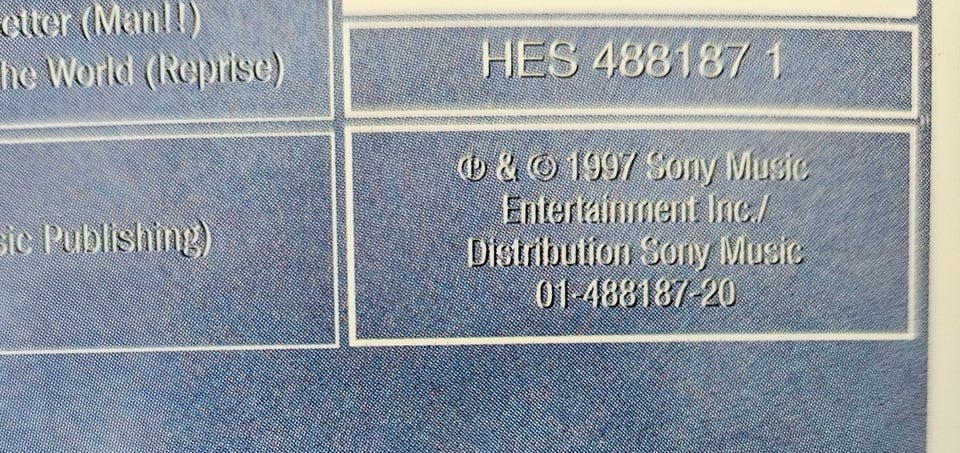 etter (Man!!)
he World (Reprise)
sic Publishing)
HES 488187 1
℗ & © 1997 Sony Music
Entertainment Inc./
Distribution Sony Music
01-488187-20